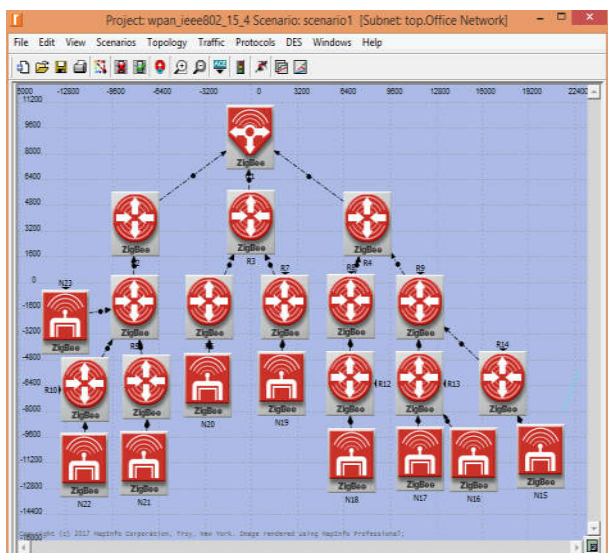 Project: wpan_ieee802_15_4 Scenario: scenario1 [Subnet: top.Office Network]
File Edit View Scenarios Topology Traffic Protocols DES Windows Help
-12800 -9600 -6400 -3200 0 3200 6400 9600 12800 16000 19200 22400
11200
9600
8000
6400
4800
3200
1600
0
-1600
-3200
-4800
-6400
-8000
-9600
-11200
-12800
-14400
ZigBee
ZigBee ZigBee ZigBee
R3 R4
N23 R7 R9
ZigBee ZigBee ZigBee ZigBee ZigBee ZigBee
R14
R10 R12 R13
ZigBee ZigBee ZigBee ZigBee ZigBee ZigBee ZigBee
N20 N19
ZigBee ZigBee ZigBee ZigBee ZigBee ZigBee
N22 N21 N18 N17 N16 N15
Copyright (c) 2017 MapInfo Corporation, Troy, New York. Image rendered using MapInfo Professional;